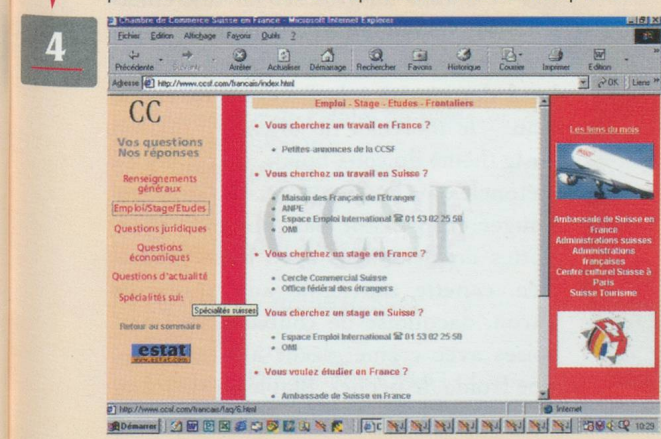 4
Chambre de Commerce Suisse en France - Microsoft Internet Explorer
Fichier Edition Affichage Favoris Outils ?
Précédente Suivante Arrêter Actualiser Démarrage Rechercher Favoris Historique Courrier Imprimer Edition
Adresse http://www.ccsf.com/francais/index.html OK Liens
CC
Vos questions
Nos réponses
Renseignements
généraux
Emploi/Stage/Etudes
Questions juridiques
Questions
économiques
Questions d'actualité
Spécialités suis
Spécialités suisses
Retour au sommaire
estat
www.estat.com
Emploi - Stage - Etudes - Frontaliers
Vous cherchez un travail en France ?
Petites-annonces de la CCSF
Vous cherchez un travail en Suisse ?
Maison des Français de l'Etranger
ANPE
Espace Emploi International ☎ 01 53 02 25 50
OMI
CCSF
Vous cherchez un stage en France ?
Cercle Commercial Suisse
Office fédéral des étrangers
Vous cherchez un stage en Suisse ?
Espace Emploi International ☎ 01 53 02 25-50
OMI
Vous voulez étudier en France ?
Ambassade de Suisse en France
Les liens du mois
Ambassade de Suisse en
France
Administrations suisses
Administrations
françaises
Centre culturel Suisse à
Paris
Suisse Tourisme
http://www.ccsf.com/francais/faq/6.html Internet
Démarrer 10:29